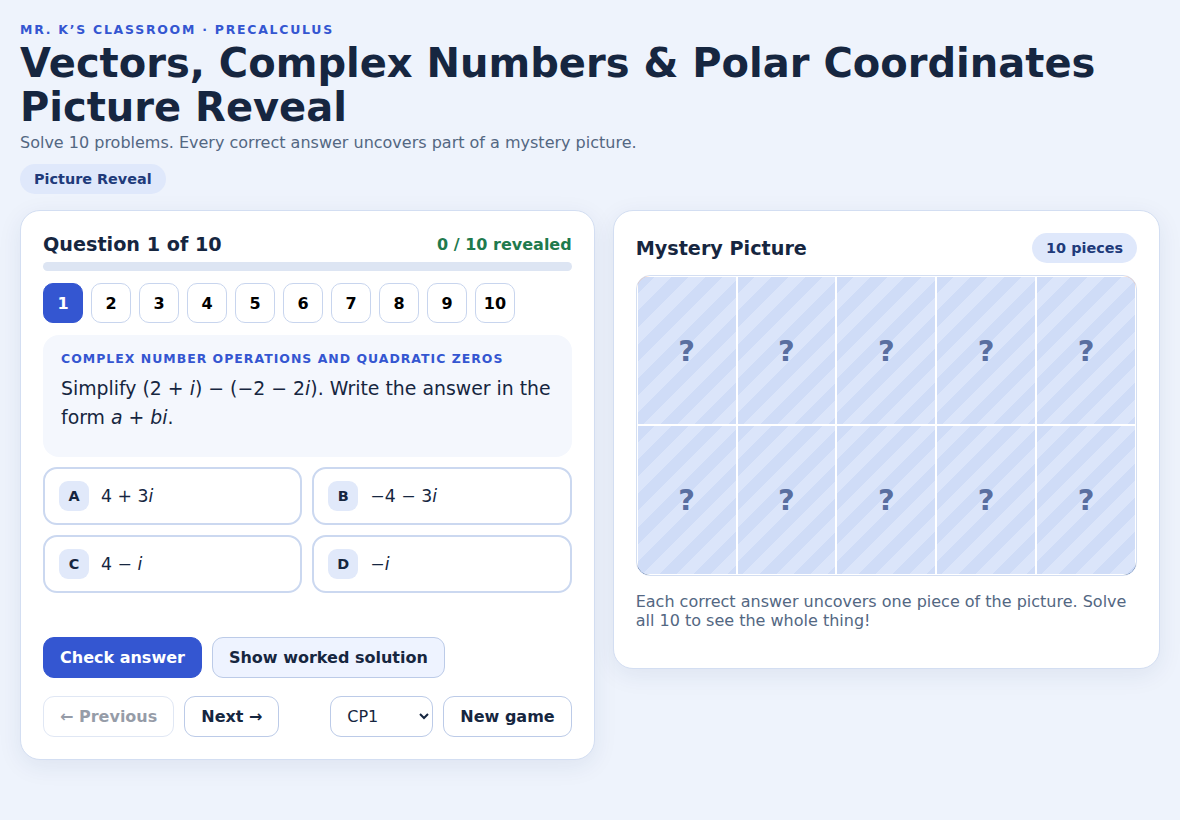 MR. K’S CLASSROOM · PRECALCULUS
Vectors, Complex Numbers & Polar Coordinates
Picture Reveal
Solve 10 problems. Every correct answer uncovers part of a mystery picture.
Picture Reveal
Question 1 of 10
0 / 10 revealed
1 2 3 4 5 6 7 8 9 10
COMPLEX NUMBER OPERATIONS AND QUADRATIC ZEROS
Simplify (2 + i) − (−2 − 2i). Write the answer in the
form a + bi.
A 4 + 3i
B −4 − 3i
C 4 − i
D −i
Check answer
Show worked solution
← Previous
Next →
CP1
New game
Mystery Picture
10 pieces
? ? ? ? ?
? ? ? ? ?
Each correct answer uncovers one piece of the picture. Solve
all 10 to see the whole thing!